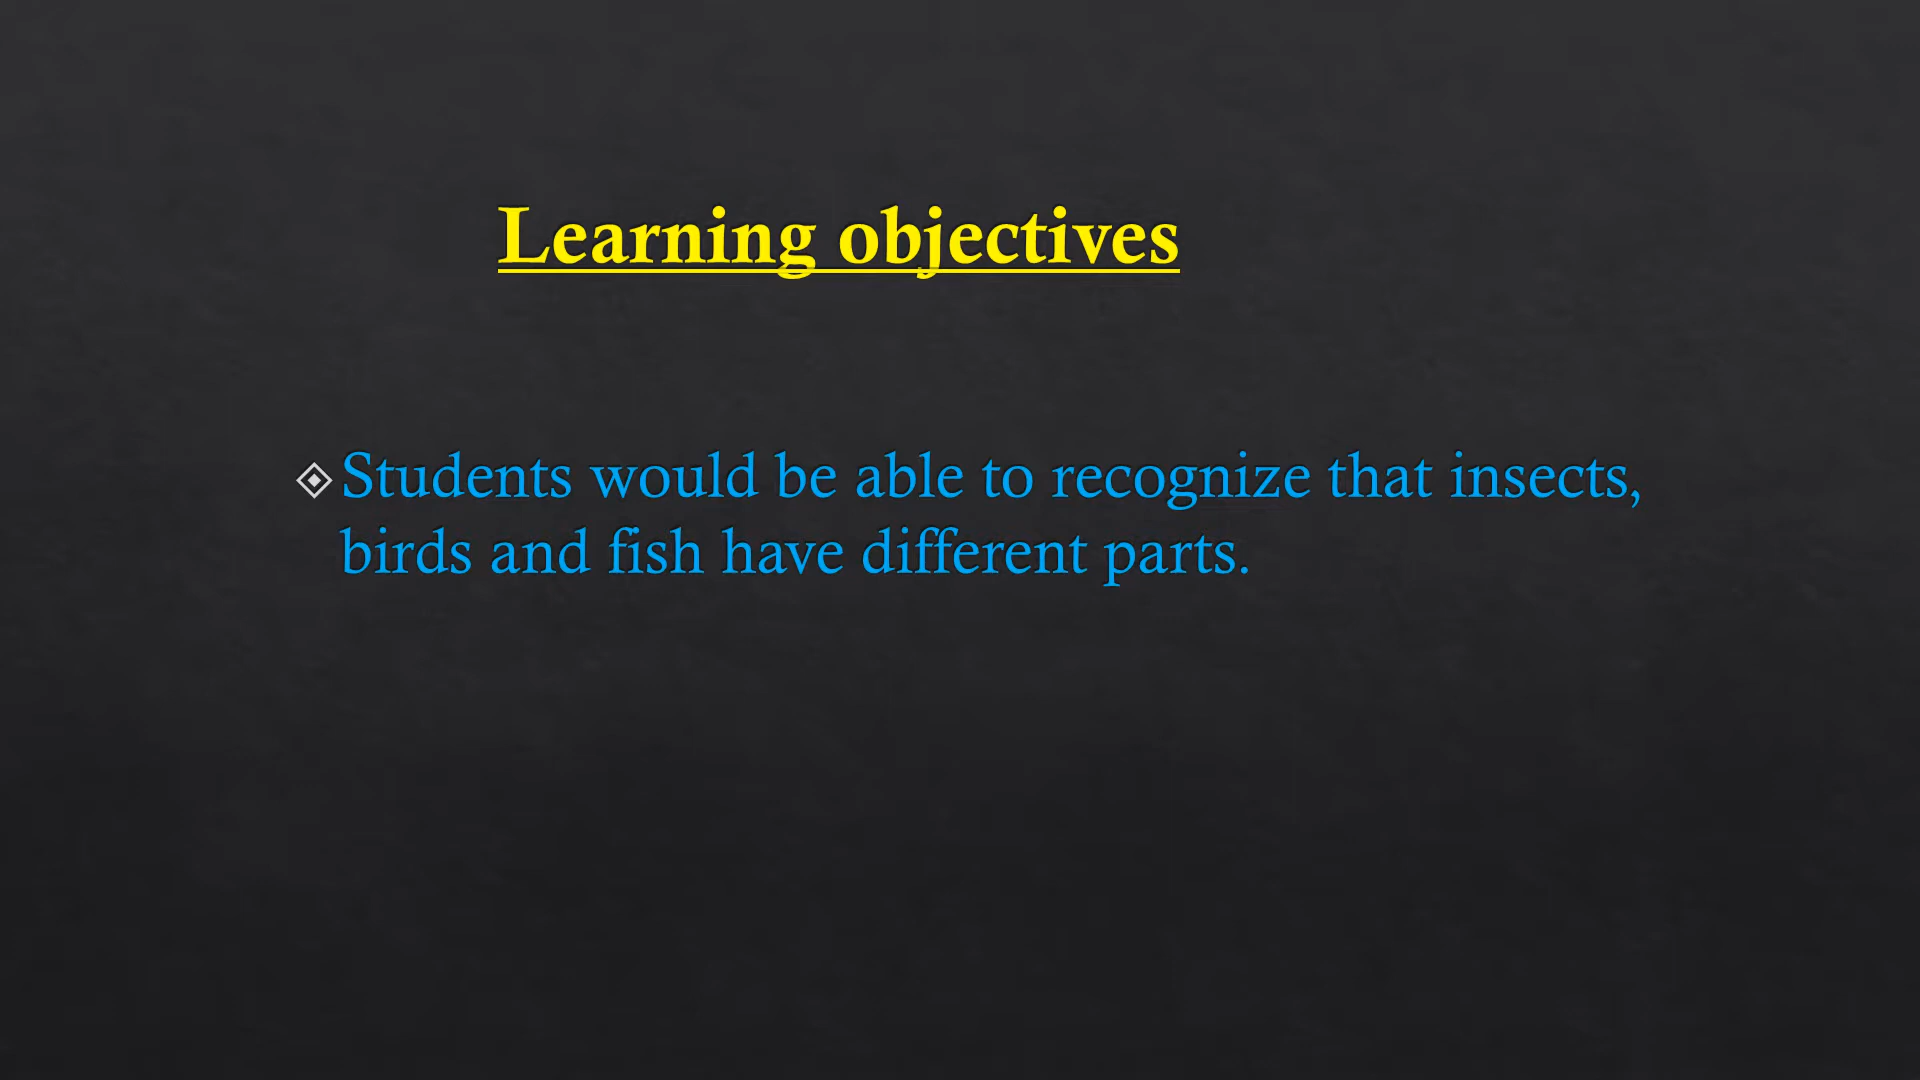 Learning objectives
Students would be able to recognize that insects,
birds and fish have different parts.